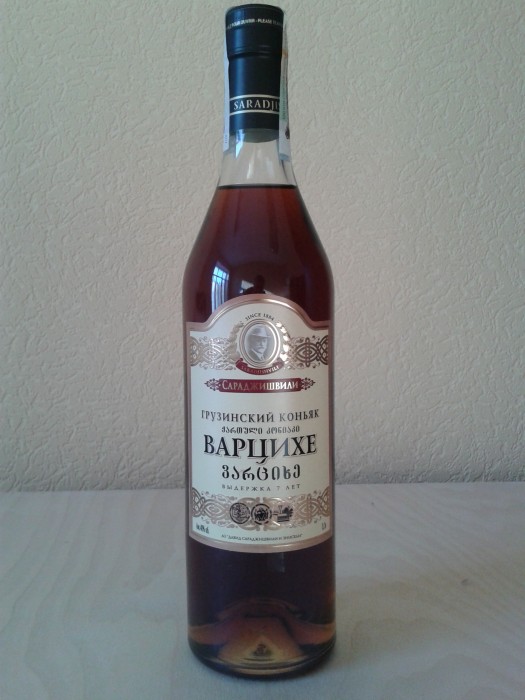 SARADJI
SINCE 1884
САРАДЖИШВИЛИ
ГРУЗИНСКИЙ КОНЬЯК
ქართული კონიაკი
ВАРЦИХЕ
ვარციხე
ВЫДЕРЖКА 7 ЛЕТ